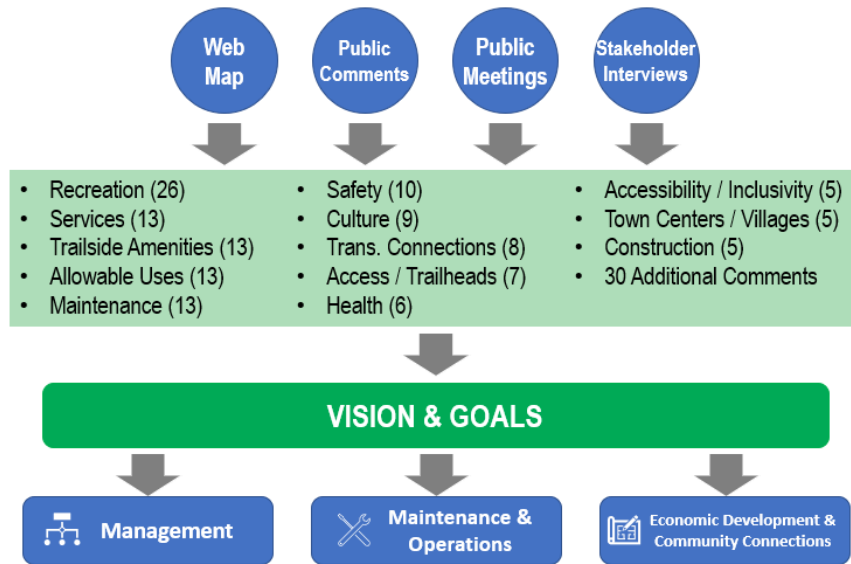 Web
Map
Public
Comments
Public
Meetings
Stakeholder
Interviews
• Recreation (26)
• Services (13)
• Trailside Amenities (13)
• Allowable Uses (13)
• Maintenance (13)
• Safety (10)
• Culture (9)
• Trans. Connections (8)
• Access / Trailheads (7)
• Health (6)
• Accessibility / Inclusivity (5)
• Town Centers / Villages (5)
• Construction (5)
• 30 Additional Comments
VISION & GOALS
Management
Maintenance &
Operations
Economic Development &
Community Connections